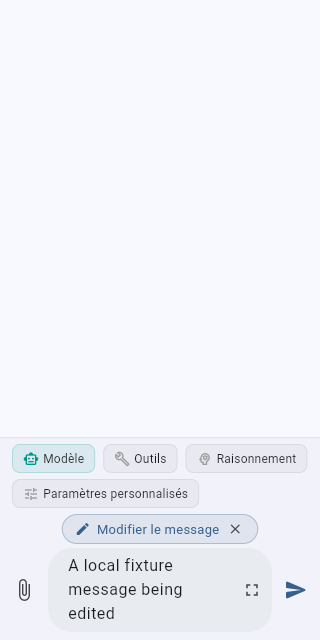 Modèle
Outils
Raisonnement
Paramètres personnalisés
Modifier le message
A local fixture
message being
edited